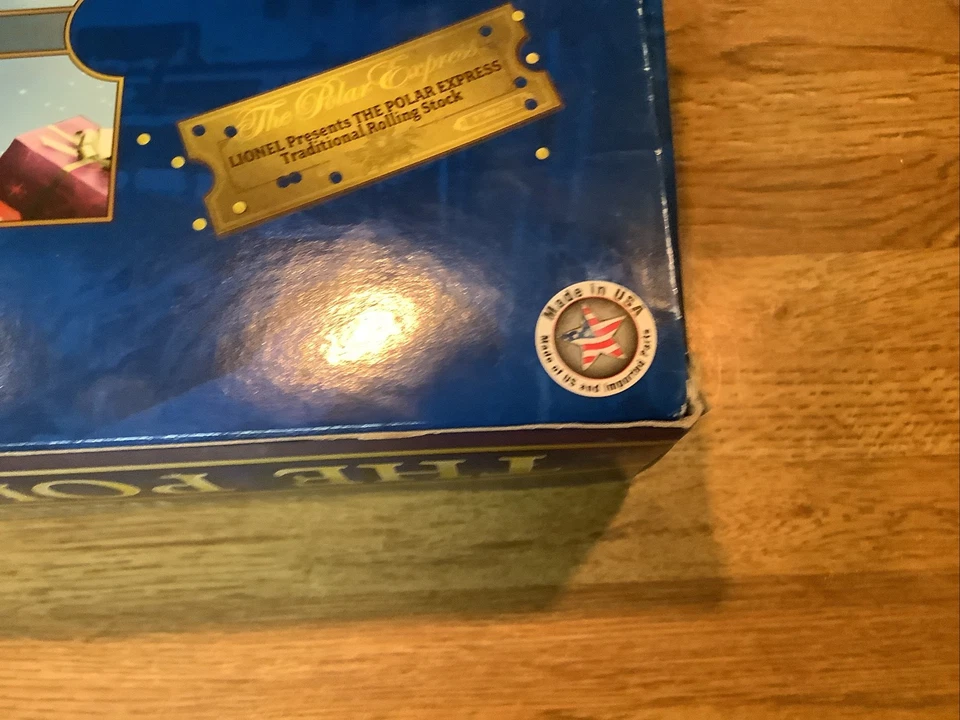 The Polar Express
LIONEL Presents THE POLAR EXPRESS
Traditional Rolling Stock
Made in USA
Made of US and Imported Parts
THE